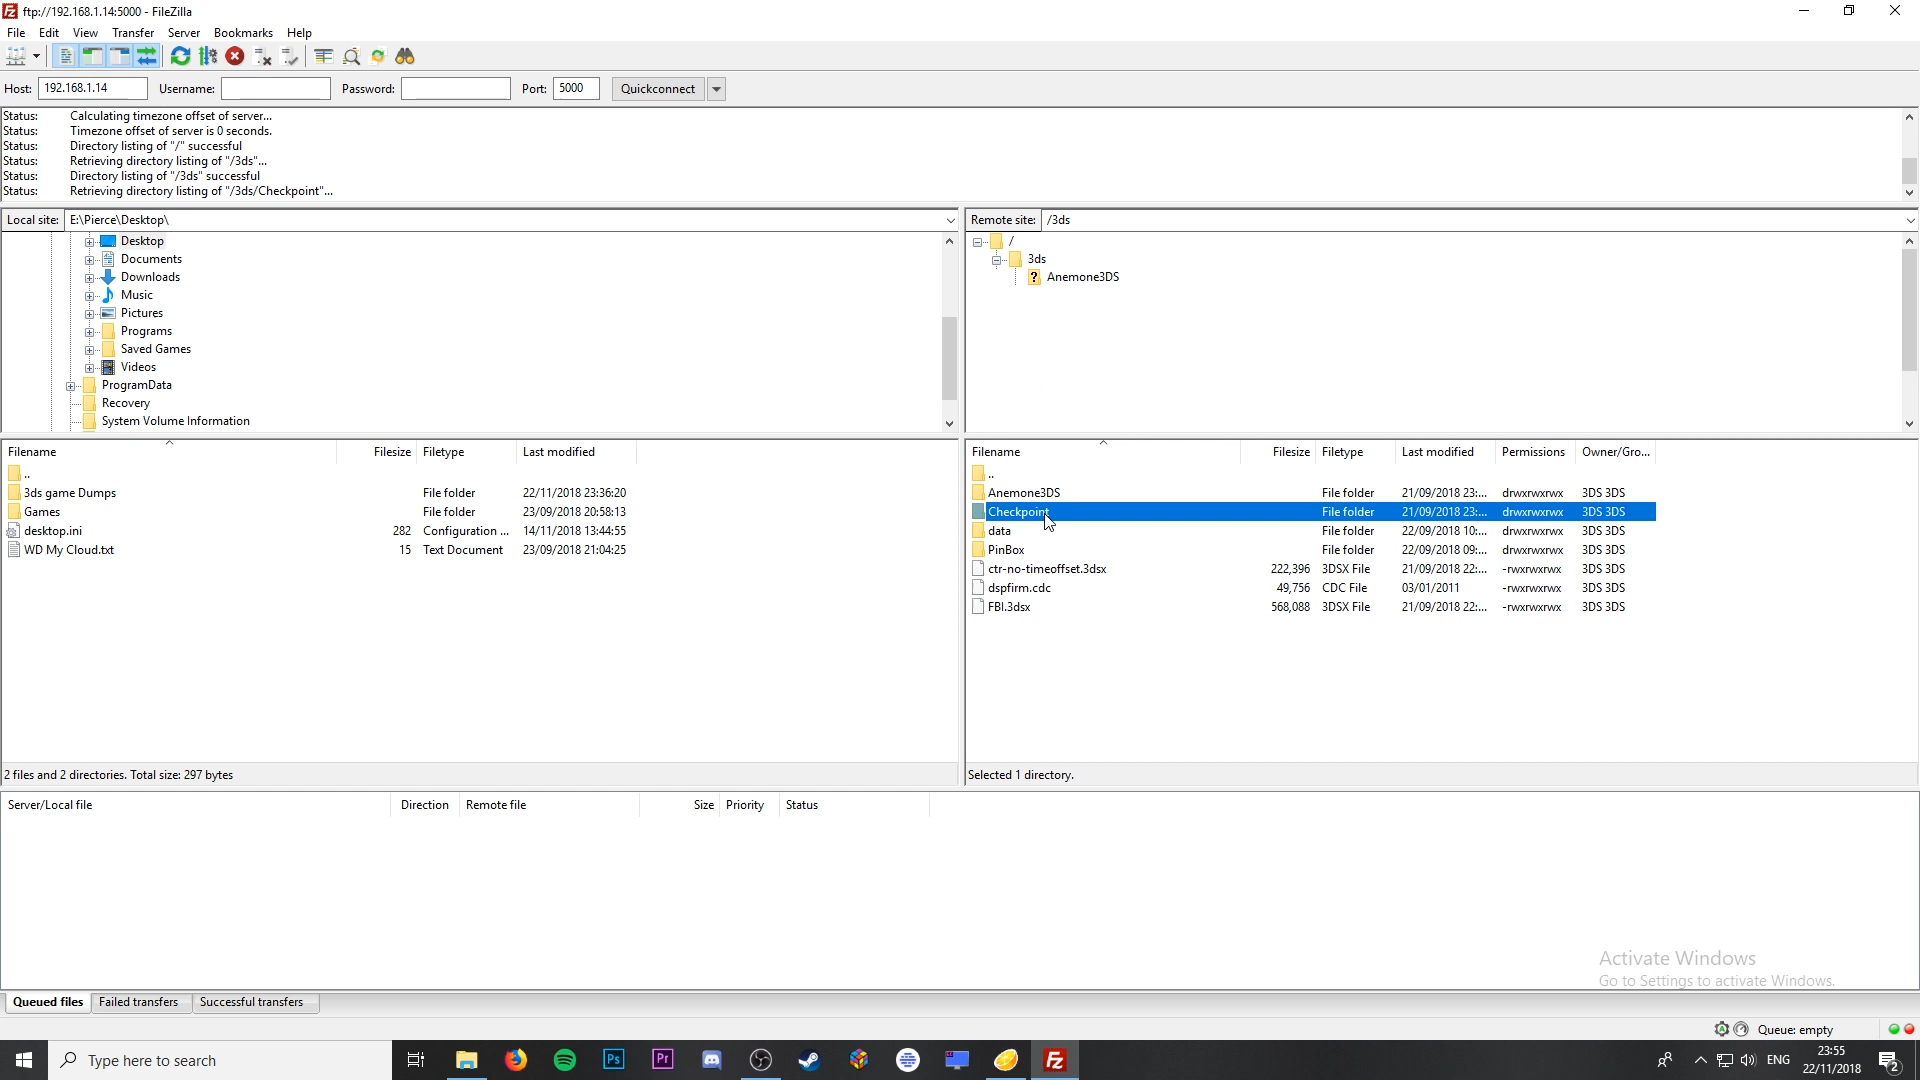 ftp://192.168.1.14:5000 - FileZilla
File Edit View Transfer Server Bookmarks Help
Host: 192.168.1.14 Username: Password: Port: 5000 Quickconnect
Status: Calculating timezone offset of server...
Status: Timezone offset of server is 0 seconds.
Status: Directory listing of "/" successful
Status: Retrieving directory listing of "/3ds"...
Status: Directory listing of "/3ds" successful
Status: Retrieving directory listing of "/3ds/Checkpoint"...
Local site: E:\Pierce\Desktop\
Desktop
Documents
Downloads
Music
Pictures
Programs
Saved Games
Videos
ProgramData
Recovery
System Volume Information
Remote site: /3ds
/
3ds
? Anemone3DS
Filename Filesize Filetype Last modified
..
3ds game Dumps File folder 22/11/2018 23:36:20
Games File folder 23/09/2018 20:58:13
desktop.ini 282 Configuration ... 14/11/2018 13:44:55
WD My Cloud.txt 15 Text Document 23/09/2018 21:04:25
2 files and 2 directories. Total size: 297 bytes
Filename Filesize Filetype Last modified Permissions Owner/Gro...
..
Anemone3DS File folder 21/09/2018 23:... drwxrwxrwx 3DS 3DS
Checkpoint File folder 21/09/2018 23:... drwxrwxrwx 3DS 3DS
data File folder 22/09/2018 10:... drwxrwxrwx 3DS 3DS
PinBox File folder 22/09/2018 09:... drwxrwxrwx 3DS 3DS
ctr-no-timeoffset.3dsx 222,396 3DSX File 21/09/2018 22:... -rwxrwxrwx 3DS 3DS
dspfirm.cdc 49,756 CDC File 03/01/2011 -rwxrwxrwx 3DS 3DS
FBI.3dsx 568,088 3DSX File 21/09/2018 22:... -rwxrwxrwx 3DS 3DS
Selected 1 directory.
Server/Local file Direction Remote file Size Priority Status
Activate Windows
Go to Settings to activate Windows.
Queued files Failed transfers Successful transfers
Queue: empty
Type here to search
Ps
Pr
Fz
ENG
23:55
22/11/2018
2